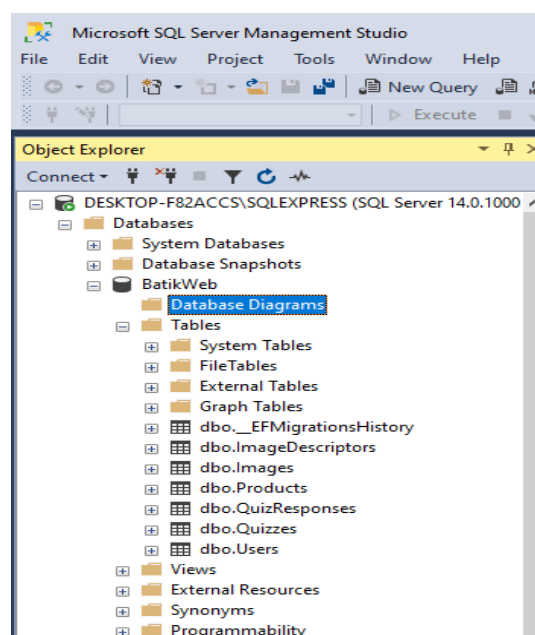 Microsoft SQL Server Management Studio
File Edit View Project Tools Window Help
New Query
Execute
Object Explorer
Connect
DESKTOP-F82ACCS\SQLEXPRESS (SQL Server 14.0.1000
Databases
System Databases
Database Snapshots
BatikWeb
Database Diagrams
Tables
System Tables
FileTables
External Tables
Graph Tables
dbo.__EFMigrationsHistory
dbo.ImageDescriptors
dbo.Images
dbo.Products
dbo.QuizResponses
dbo.Quizzes
dbo.Users
Views
External Resources
Synonyms
Programmability